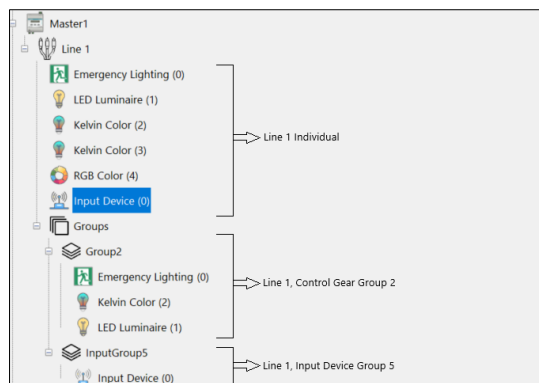 Master1
Line 1
Emergency Lighting (0)
LED Luminaire (1)
Kelvin Color (2)
Line 1 Individual
Kelvin Color (3)
RGB Color (4)
Input Device (0)
Groups
Group2
Emergency Lighting (0)
Line 1, Control Gear Group 2
Kelvin Color (2)
LED Luminaire (1)
InputGroup5
Line 1, Input Device Group 5
Input Device (0)